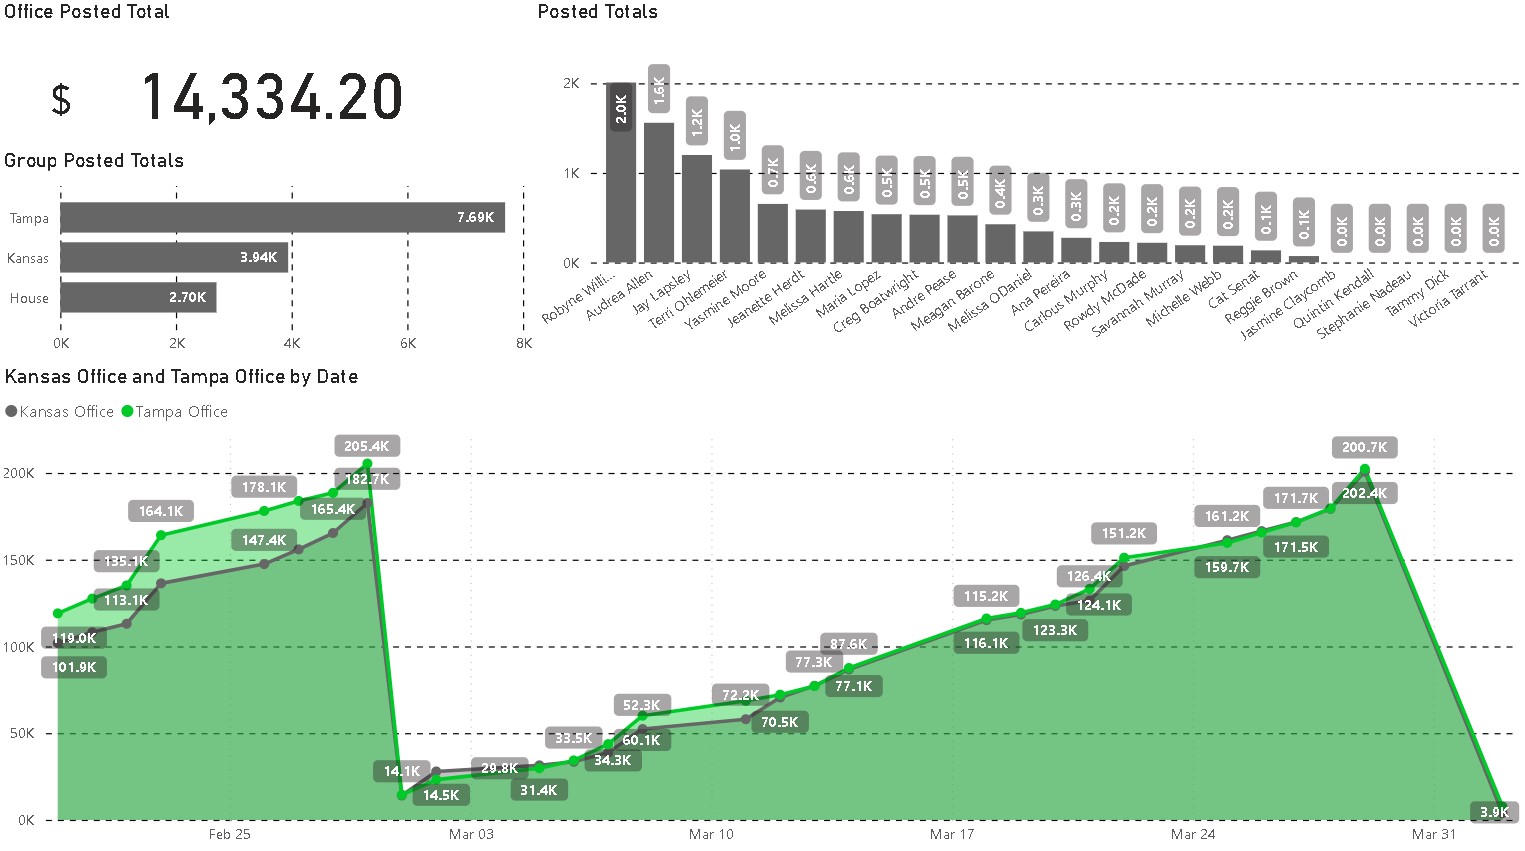 Office Posted Total
$ 14,334.20
Group Posted Totals
Tampa 7.69K
Kansas 3.94K
House 2.70K
0K 2K 4K 6K 8K
Posted Totals
2K
1K
0K
2.0K 1.6K 1.2K 1.0K 0.7K 0.6K 0.6K 0.5K 0.5K 0.5K 0.4K 0.3K 0.3K 0.2K 0.2K 0.2K 0.2K 0.1K 0.1K 0.0K 0.0K 0.0K 0.0K 0.0K
Robyne Willi...
Audrea Allen
Jay Lapsley
Terri Ohlemeier
Yasmine Moore
Jeanette Herdt
Melissa Hartle
Maria Lopez
Creg Boatwright
Andre Pease
Meagan Barone
Melissa ODaniel
Ana Pereira
Carlous Murphy
Rowdy McDade
Savannah Murray
Michelle Webb
Cat Senat
Reggie Brown
Jasmine Claycomb
Quintin Kendall
Stephanie Nadeau
Tammy Dick
Victoria Tarrant
Kansas Office and Tampa Office by Date
Kansas Office Tampa Office
200K
150K
100K
50K
0K
119.0K
101.9K
135.1K
113.1K
164.1K
178.1K
147.4K
165.4K
205.4K
182.7K
14.1K
14.5K
29.8K
31.4K
33.5K
34.3K
52.3K
60.1K
72.2K
70.5K
77.3K
77.1K
87.6K
115.2K
116.1K
123.3K
126.4K
124.1K
151.2K
161.2K
159.7K
171.7K
171.5K
200.7K
202.4K
3.9K
Feb 25 Mar 03 Mar 10 Mar 17 Mar 24 Mar 31